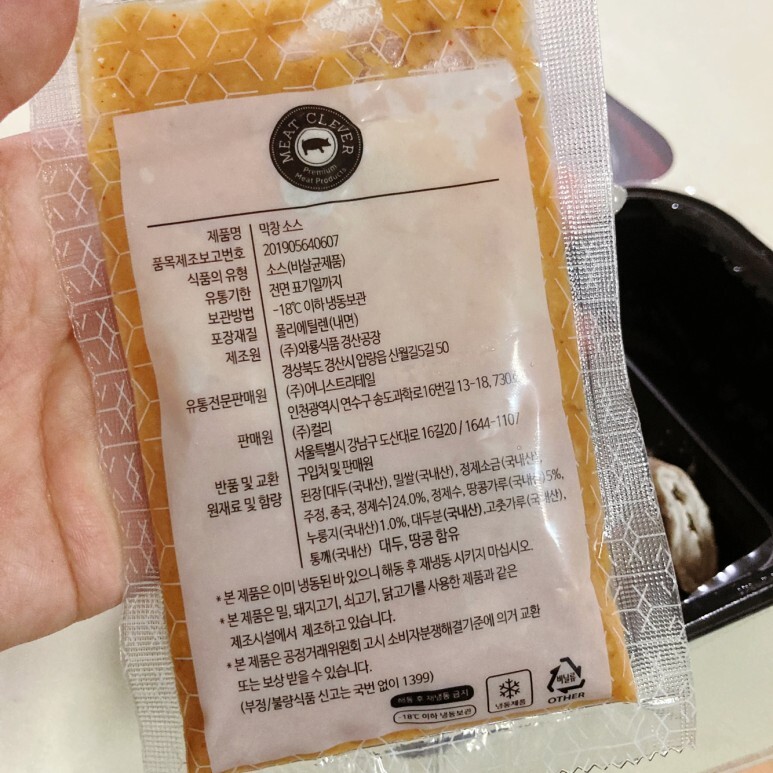 MEAT CLEVER
Premium
Meat Products
제품명 막창 소스
품목제조보고번호 201905640607
식품의 유형 소스(비살균제품)
유통기한 전면 표기일까지
보관방법 -18℃ 이하 냉동보관
포장재질 폴리에틸렌(내면)
제조원 (주)와룡식품 경산공장
경상북도 경산시 압량읍 신월길5길 50
유통전문판매원 (주)어니스트리테일
인천광역시 연수구 송도과학로16번길 13-18, 730호
판매원 (주)컬리
서울특별시 강남구 도산대로 16길20 / 1644-1107
반품 및 교환 구입처 및 판매원
원재료 및 함량 된장[대두(국내산), 밀쌀(국내산), 정제소금(국내산),
주정, 종국, 정제수] 24.0%, 정제수, 땅콩가루(국내산)5%,
누룽지(국내산)1.0%, 대두분(국내산), 고춧가루(국내산),
통깨(국내산) 대두, 땅콩 함유
* 본 제품은 이미 냉동된 바 있으니 해동 후 재냉동 시키지 마십시오.
* 본 제품은 밀, 돼지고기, 쇠고기, 닭고기를 사용한 제품과 같은
제조시설에서 제조하고 있습니다.
* 본 제품은 공정거래위원회 고시 소비자분쟁해결기준에 의거 교환
또는 보상 받을 수 있습니다.
(부정/불량식품 신고는 국번 없이 1399)
해동 후 재냉동 금지
-18℃ 이하 냉동보관
냉동제품
비닐류
OTHER